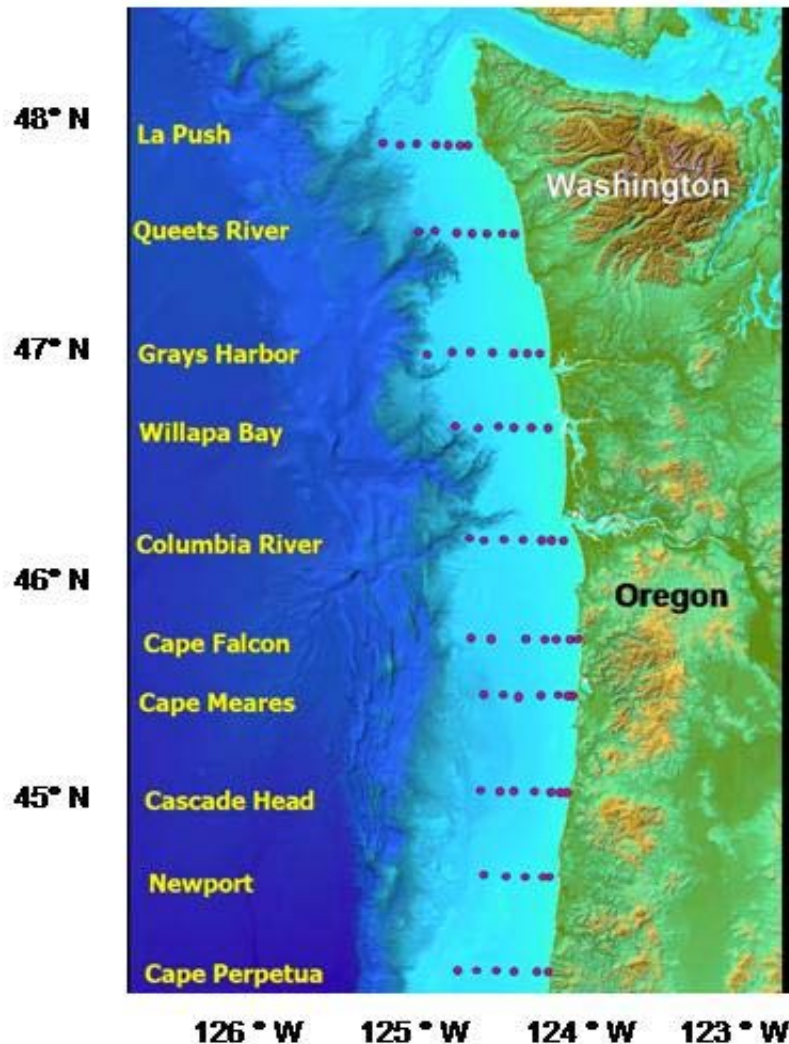 48° N
La Push
Washington
Queets River
47° N
Grays Harbor
Willapa Bay
Columbia River
46° N
Oregon
Cape Falcon
Cape Meares
45° N
Cascade Head
Newport
Cape Perpetua
126 ° W 125 ° W 124 ° W 123 ° W